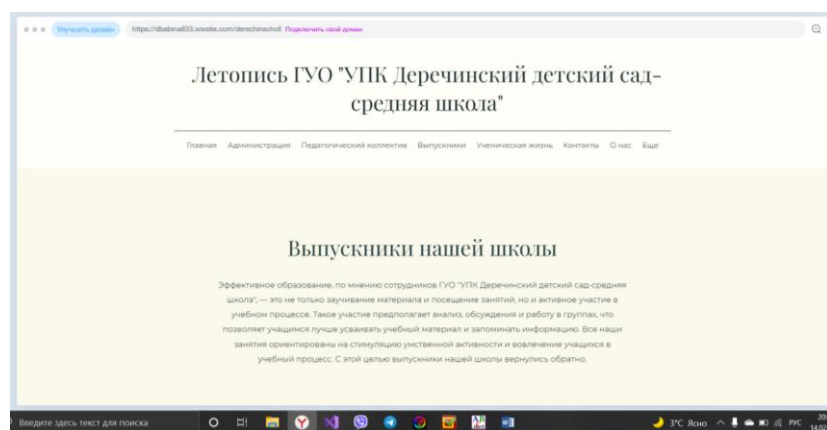 Улучшить дизайн https://dbabina833.wixsite.com/derechinscholl Подключить свой домен
Летопись ГУО "УПК Деречинский детский сад-
средняя школа"
Главная Администрация Педагогический коллектив Выпускники Ученическая жизнь Контакты О нас Еще
Выпускники нашей школы
Эффективное образование, по мнению сотрудников ГУО "УПК Деречинский детский сад-средняя
школа", — это не только заучивание материала и посещение занятий, но и активное участие в
учебном процессе. Такое участие предполагает анализ, обсуждения и работу в группах, что
позволяет учащимся лучше усваивать учебный материал и запоминать информацию. Все наши
занятия ориентированы на стимуляцию умственной активности и вовлечение учащихся в
учебный процесс. С этой целью выпускники нашей школы вернулись обратно.
Введите здесь текст для поиска 3°C Ясно РУС 20:
14.02